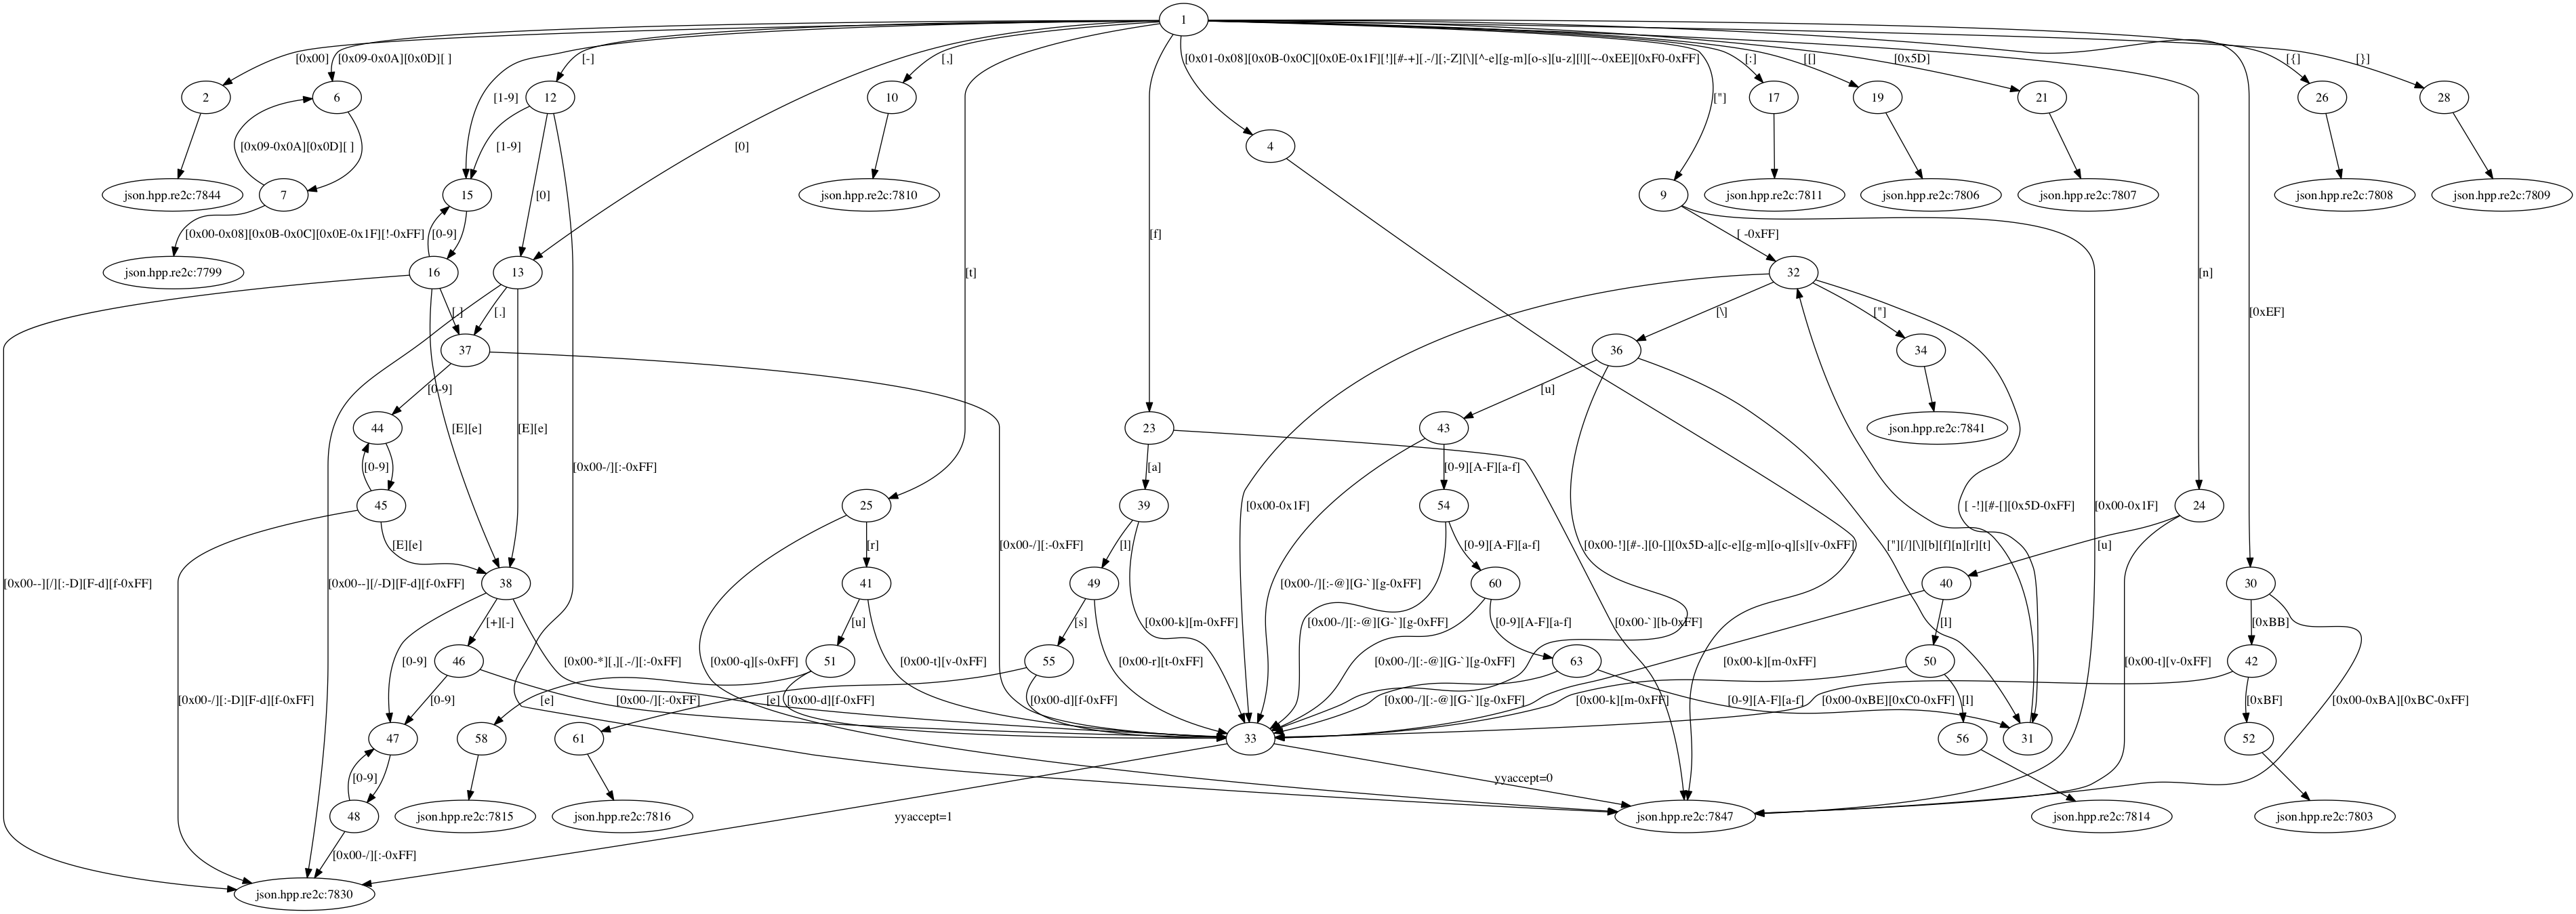 1
[0x00]
[0x09-0x0A][0x0D][ ]
[-]
[,]
[0x01-0x08][0x0B-0x0C][0x0E-0x1F][!][#-+][.-/][;-Z][\][^-e][g-m][o-s][u-z][|][~-0xEE][0xF0-0xFF]
[:]
[[]
[0x5D]
[{]
[}]
2
6
[1-9]
12
10
["]
17
19
21
26
28
[0x09-0x0A][0x0D][ ]
[1-9]
[0]
4
json.hpp.re2c:7844
7
15
[0]
json.hpp.re2c:7810
9
json.hpp.re2c:7811
json.hpp.re2c:7806
json.hpp.re2c:7807
json.hpp.re2c:7808
json.hpp.re2c:7809
[0x00-0x08][0x0B-0x0C][0x0E-0x1F][!-0xFF]
[0-9]
[f]
[ -0xFF]
json.hpp.re2c:7799
16
13
[t]
32
[n]
[.]
[.]
[\]
["]
[0xEF]
37
36
34
[0-9]
[u]
44
[E][e]
[E][e]
23
43
json.hpp.re2c:7841
[0-9]
[0x00-/][:-0xFF]
[a]
[0-9][A-F][a-f]
45
25
39
[0x00-0x1F]
54
[ -!][#-[][0x5D-0xFF]
[0x00-0x1F]
24
[E][e]
[r]
[0x00-/][:-0xFF]
[l]
[0-9][A-F][a-f]
[0x00-!][#-.][0-[][0x5D-a][c-e][g-m][o-q][s][v-0xFF]
["][/][\][b][f][n][r][t]
[u]
[0x00--][/][:-D][F-d][f-0xFF]
[0x00--][/-D][F-d][f-0xFF]
38
41
49
[0x00-/][:-@][G-`][g-0xFF]
60
40
30
[+][-]
[u]
[s]
[0x00-k][m-0xFF]
[0x00-/][:-@][G-`][g-0xFF]
[0-9][A-F][a-f]
[0x00-`][b-0xFF]
[l]
[0xBB]
[0-9]
46
[0x00-*][,][.-/][:-0xFF]
[0x00-q][s-0xFF]
51
[0x00-t][v-0xFF]
55
[0x00-r][t-0xFF]
[0x00-/][:-@][G-`][g-0xFF]
63
[0x00-k][m-0xFF]
50
[0x00-t][v-0xFF]
42
[0x00-/][:-D][F-d][f-0xFF]
[0-9]
[e]
[0x00-/][:-0xFF]
[e]
[0x00-d][f-0xFF]
[0x00-d][f-0xFF]
[0x00-/][:-@][G-`][g-0xFF]
[0x00-k][m-0xFF]
[0-9][A-F][a-f]
[0x00-0xBE][0xC0-0xFF]
[l]
[0xBF]
[0x00-0xBA][0xBC-0xFF]
47
58
61
33
56
31
52
[0-9]
yyaccept=0
48
json.hpp.re2c:7815
json.hpp.re2c:7816
yyaccept=1
json.hpp.re2c:7847
json.hpp.re2c:7814
json.hpp.re2c:7803
[0x00-/][:-0xFF]
json.hpp.re2c:7830